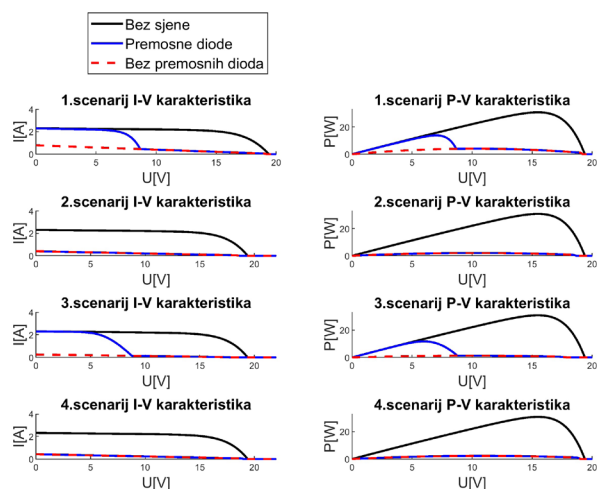 Bez sjene
Premosne diode
Bez premosnih dioda
1.scenarij I-V karakteristika
I[A]
4
2
0
0 5 10 15 20
U[V]
1.scenarij P-V karakteristika
P[W]
20
0
0 5 10 15 20
U[V]
2.scenarij I-V karakteristika
I[A]
4
2
0
0 5 10 15 20
U[V]
2.scenarij P-V karakteristika
P[W]
20
0
0 5 10 15 20
U[V]
3.scenarij I-V karakteristika
I[A]
4
2
0
0 5 10 15 20
U[V]
3.scenarij P-V karakteristika
P[W]
20
0
0 5 10 15 20
U[V]
4.scenarij I-V karakteristika
I[A]
4
2
0
0 5 10 15 20
U[V]
4.scenarij P-V karakteristika
P[W]
20
0
0 5 10 15 20
U[V]